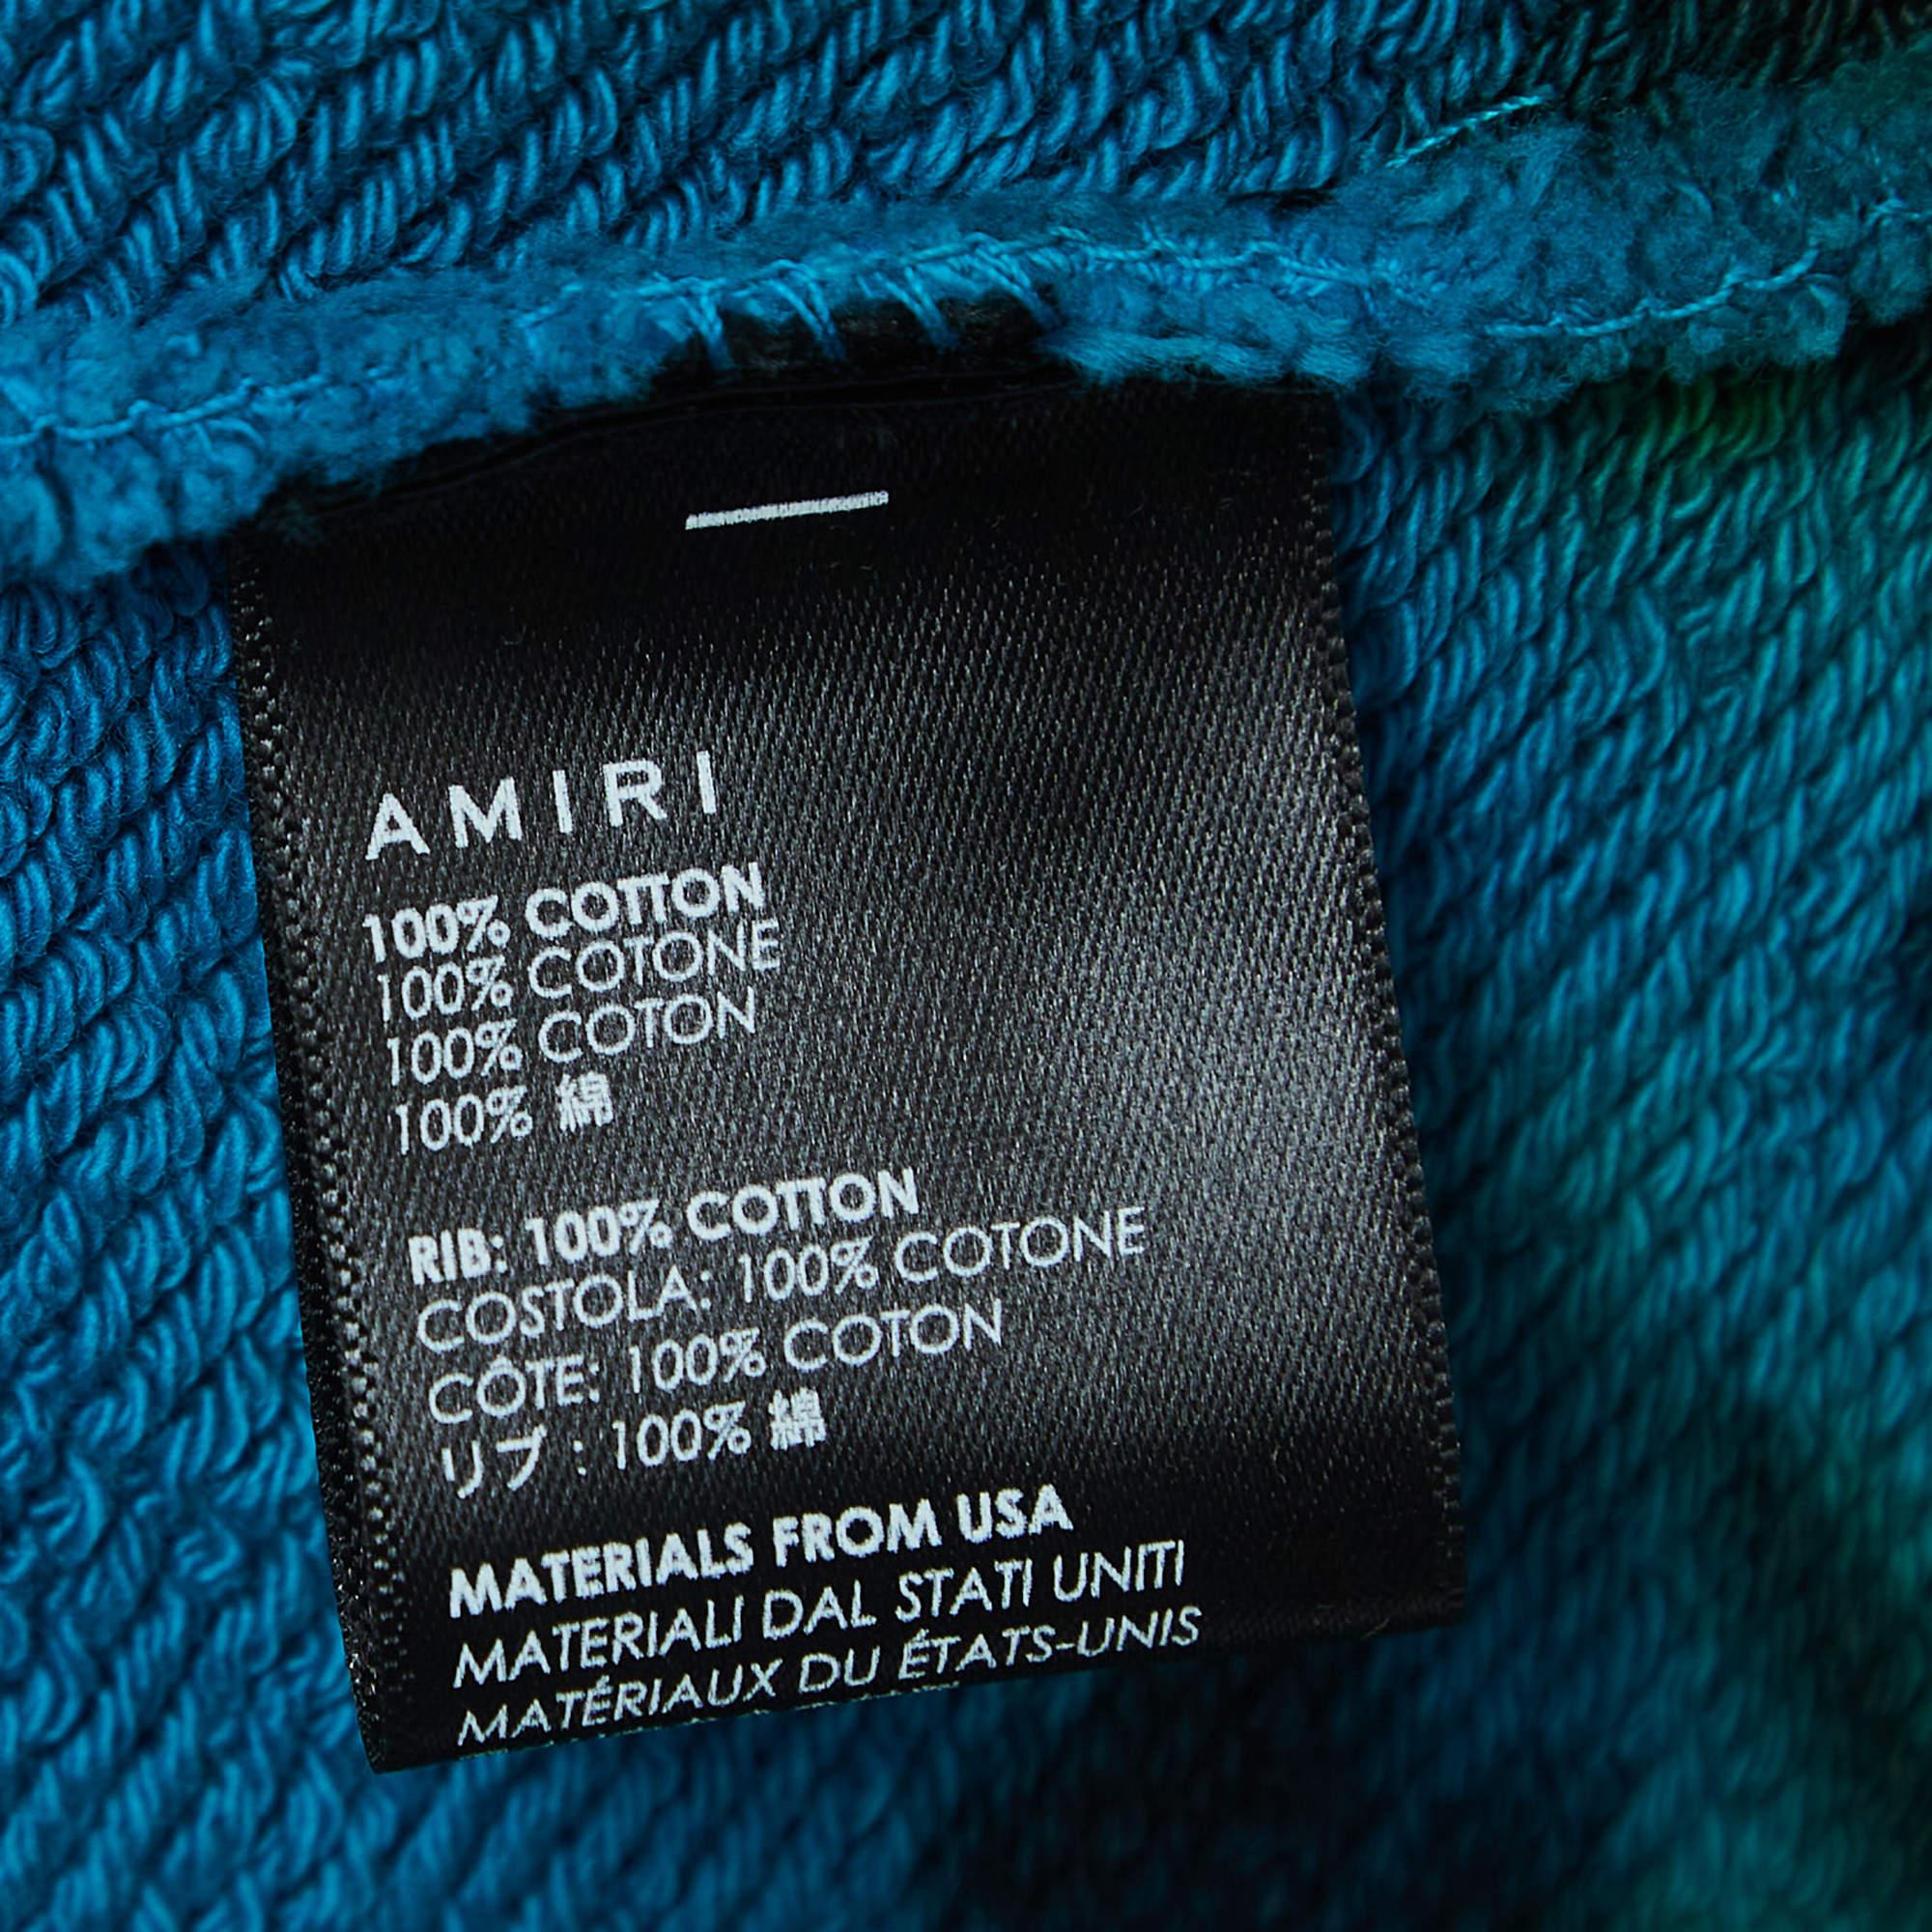 AMIRI
100% COTTON
100% COTONE
100% COTON
100% 綿
RIB: 100% COTTON
COSTOLA: 100% COTONE
CÔTE: 100% COTON
リブ : 100% 綿
MATERIALS FROM USA
MATERIALI DAL STATI UNITI
MATÉRIAUX DU ÉTATS-UNIS